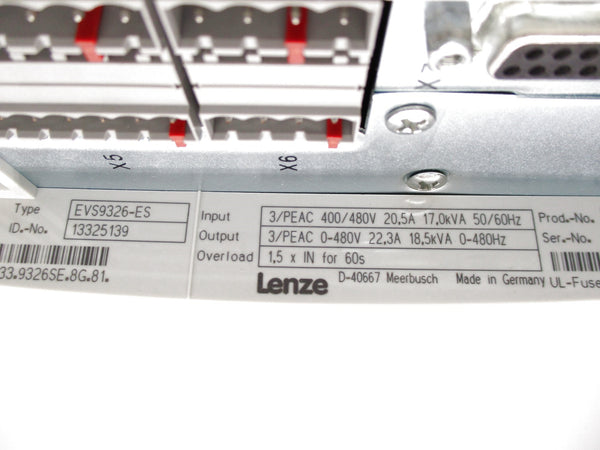 X5
X6
Type EVS9326-ES
ID.-No. 13325139
33.9326SE.8G.81.
Input 3/PEAC 400/480V 20,5A 17,0kVA 50/60Hz
Output 3/PEAC 0-480V 22,3A 18,5kVA 0-480Hz
Overload 1,5 x IN for 60s
Prod.-No.
Ser.-No.
Lenze D-40667 Meerbusch Made in Germany UL-Fuse